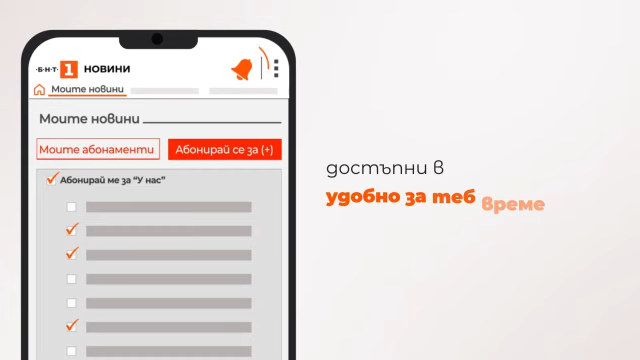 ·Б·Н·Т· 1 НОВИНИ
Моите новини
Моите новини
Моите абонаменти
Абонирай се за (+)
Абонирай ме за "У нас"
достъпни в
удобно за теб време